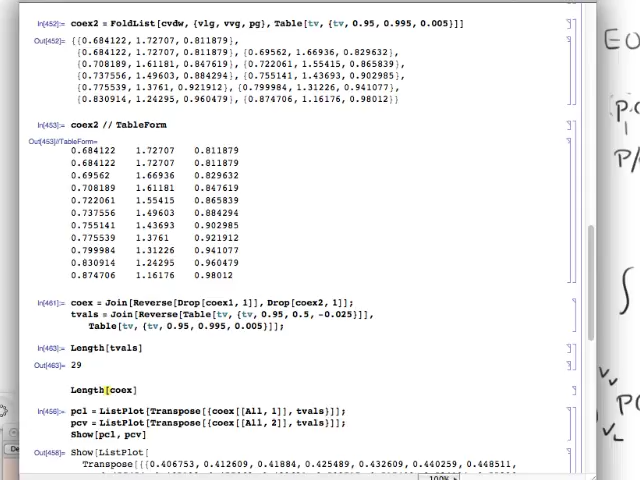 In[452]:= coex2 = FoldList[cvdw, {vlg, vvg, pg}, Table[tv, {tv, 0.95, 0.995, 0.005}]]
Out[452]= {{0.684122, 1.72707, 0.811879},
{0.684122, 1.72707, 0.811879}, {0.69562, 1.66936, 0.829632},
{0.708189, 1.61181, 0.847619}, {0.722061, 1.55415, 0.865839},
{0.737556, 1.49603, 0.884294}, {0.755141, 1.43693, 0.902985},
{0.775539, 1.3761, 0.921912}, {0.799984, 1.31226, 0.941077},
{0.830914, 1.24295, 0.960479}, {0.874706, 1.16176, 0.98012}}
In[453]:= coex2 // TableForm
Out[453]//TableForm=
0.684122 1.72707 0.811879
0.684122 1.72707 0.811879
0.69562 1.66936 0.829632
0.708189 1.61181 0.847619
0.722061 1.55415 0.865839
0.737556 1.49603 0.884294
0.755141 1.43693 0.902985
0.775539 1.3761 0.921912
0.799984 1.31226 0.941077
0.830914 1.24295 0.960479
0.874706 1.16176 0.98012
In[461]:= coex = Join[Reverse[Drop[coex1, 1]], Drop[coex2, 1]];
tvals = Join[Reverse[Table[tv, {tv, 0.95, 0.5, -0.025}]],
Table[tv, {tv, 0.95, 0.995, 0.005}]];
In[463]:= Length[tvals]
Out[463]= 29
Length[coex]
In[456]:= pcl = ListPlot[Transpose[{coex[[All, 1]], tvals}]];
pcv = ListPlot[Transpose[{coex[[All, 2]], tvals}]];
Show[pcl, pcv]
Out[458]= Show[ListPlot[
Transpose[{{0.406753, 0.412609, 0.41884, 0.425489, 0.432609, 0.440259, 0.448511,
100%